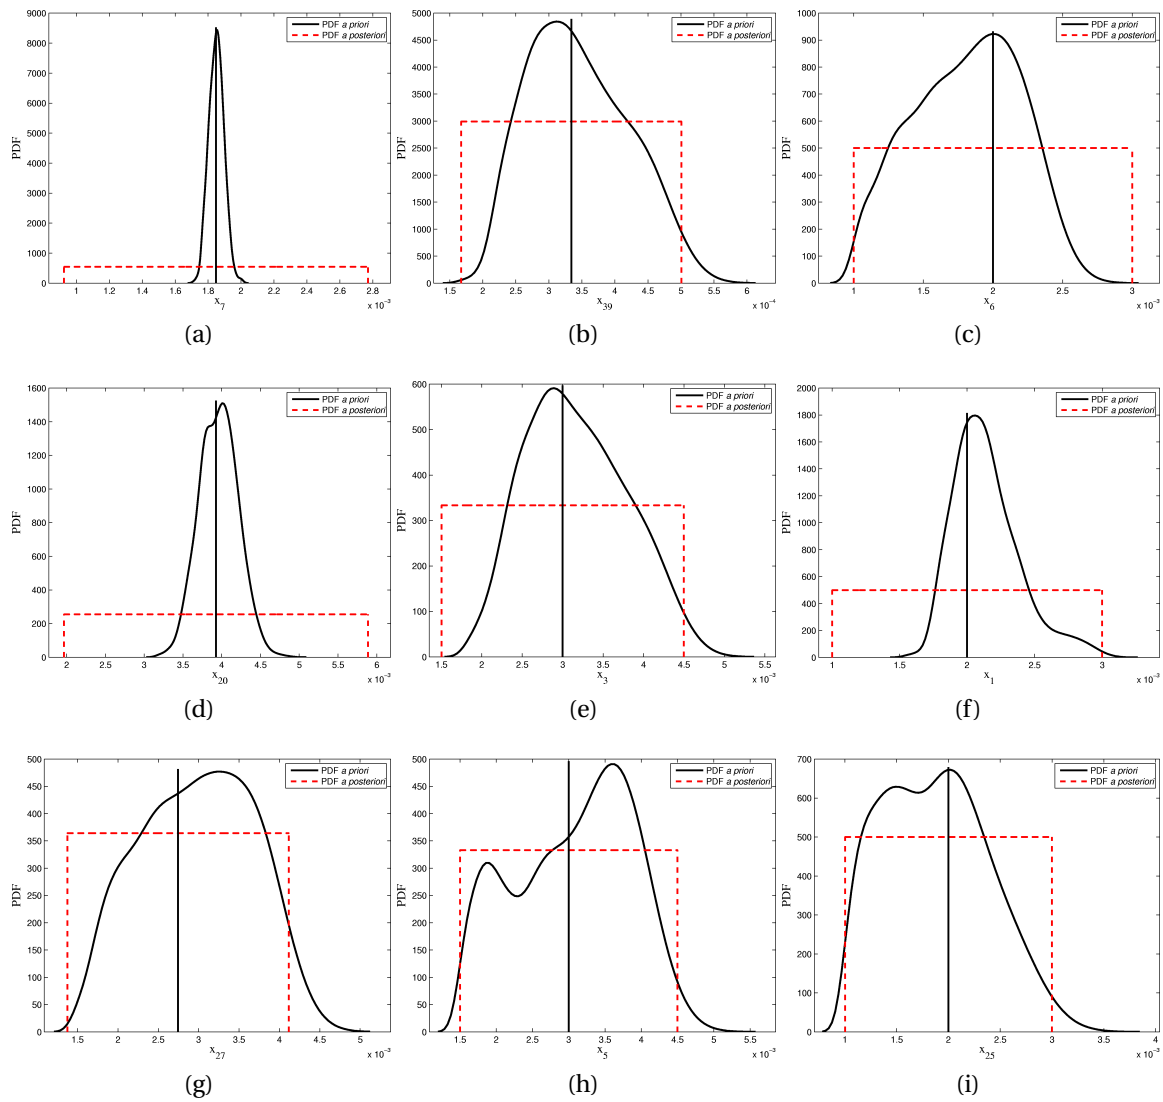 9000
8000
7000
6000
5000
4000
3000
2000
1000
0
PDF
PDF a priori
PDF a posteriori
1 1.2 1.4 1.6 1.8 2 2.2 2.4 2.6 2.8
x7
x 10-3
(a)
5000
4500
4000
3500
3000
2500
2000
1500
1000
500
0
PDF
PDF a priori
PDF a posteriori
1.5 2 2.5 3 3.5 4 4.5 5 5.5 6
x39
x 10-4
(b)
1000
900
800
700
600
500
400
300
200
100
0
PDF
PDF a priori
PDF a posteriori
1 1.5 2 2.5 3
x6
x 10-3
(c)
1600
1400
1200
1000
800
600
400
200
0
PDF
PDF a priori
PDF a posteriori
2 2.5 3 3.5 4 4.5 5 5.5 6
x20
x 10-3
(d)
600
500
400
300
200
100
0
PDF
PDF a priori
PDF a posteriori
1.5 2 2.5 3 3.5 4 4.5 5 5.5
x3
x 10-3
(e)
2000
1800
1600
1400
1200
1000
800
600
400
200
0
PDF
PDF a priori
PDF a posteriori
1 1.5 2 2.5 3
x1
x 10-3
(f)
500
450
400
350
300
250
200
150
100
50
0
PDF
PDF a priori
PDF a posteriori
1.5 2 2.5 3 3.5 4 4.5 5
x27
x 10-3
(g)
500
450
400
350
300
250
200
150
100
50
0
PDF
PDF a priori
PDF a posteriori
1.5 2 2.5 3 3.5 4 4.5 5 5.5
x5
x 10-3
(h)
700
600
500
400
300
200
100
0
PDF
PDF a priori
PDF a posteriori
1 1.5 2 2.5 3 3.5 4
x25
x 10-3
(i)